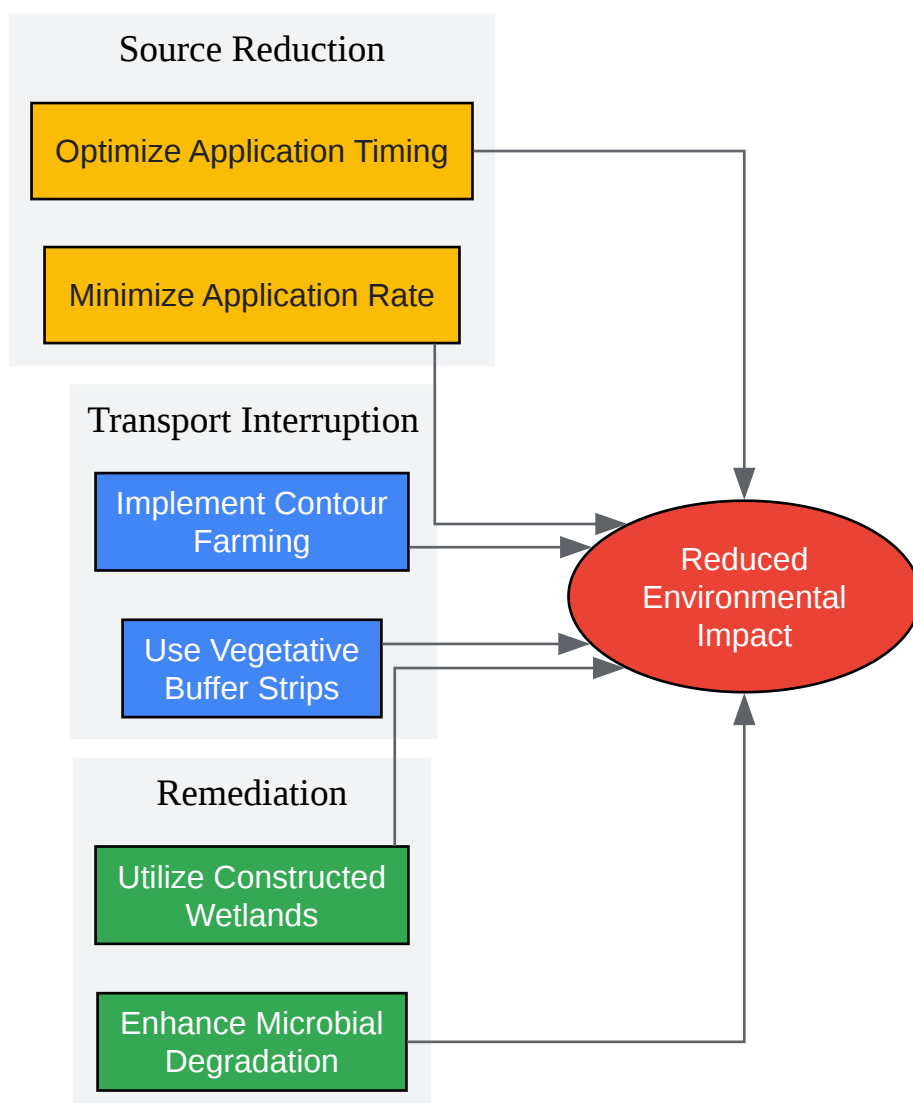 Source Reduction
Optimize Application Timing
Minimize Application Rate
Transport Interruption
Implement Contour
Farming
Use Vegetative
Buffer Strips
Reduced
Environmental
Impact
Remediation
Utilize Constructed
Wetlands
Enhance Microbial
Degradation